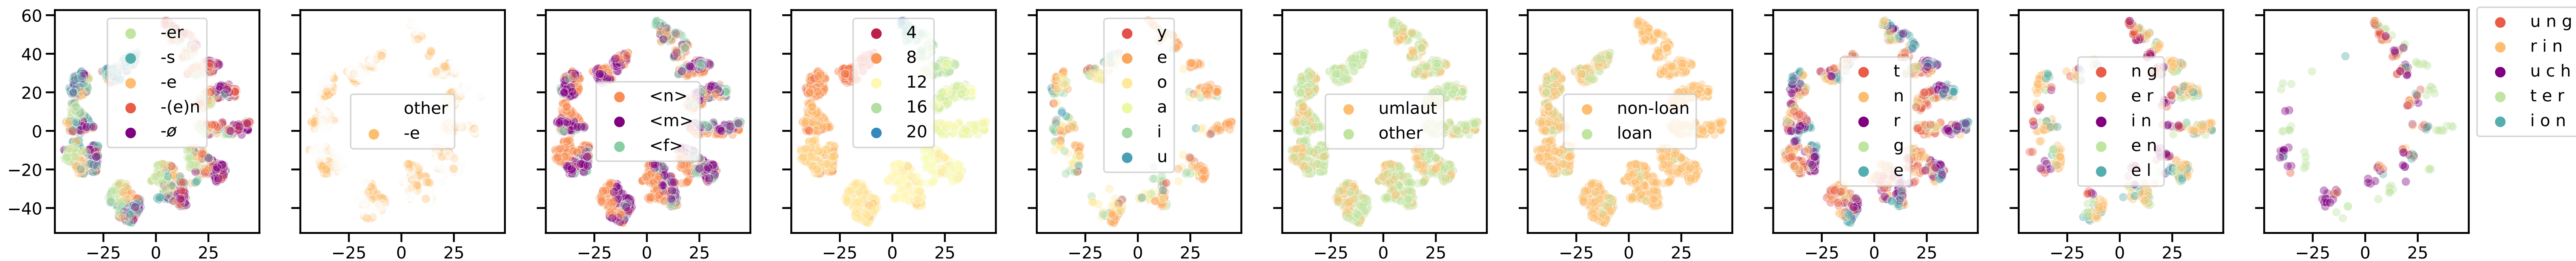 60
40
20
0
−20
−40
−25 0 25
-er
-s
-e
-(e)n
-ø
−25 0 25
other
-e
−25 0 25
<n>
<m>
<f>
−25 0 25
4
8
12
16
20
−25 0 25
y
e
o
a
i
u
−25 0 25
umlaut
other
−25 0 25
non-loan
loan
−25 0 25
t
n
r
g
e
−25 0 25
n g
e r
i n
e n
e l
−25 0 25
u n g
r i n
u c h
t e r
i o n